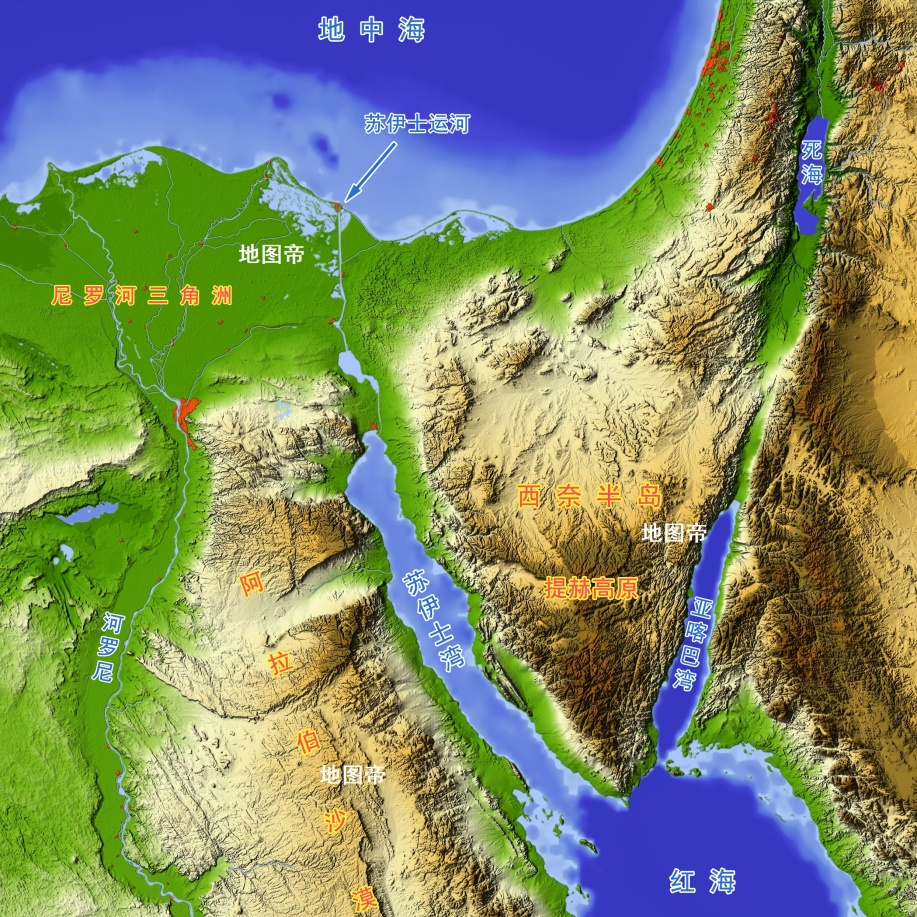 地中海
苏伊士运河
死海
地图帝
尼罗河三角洲
西奈半岛
地图帝
提赫高原
苏伊士湾
亚喀巴湾
河罗尼
阿拉伯沙漠
地图帝
红海